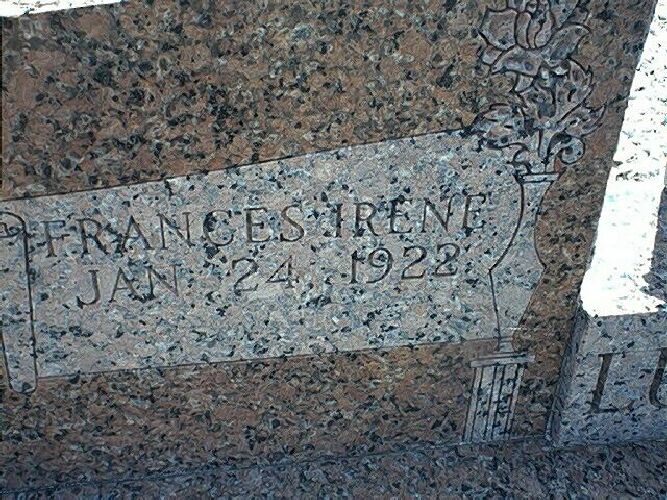 FRANCES IRENE
JAN. 24, 1922